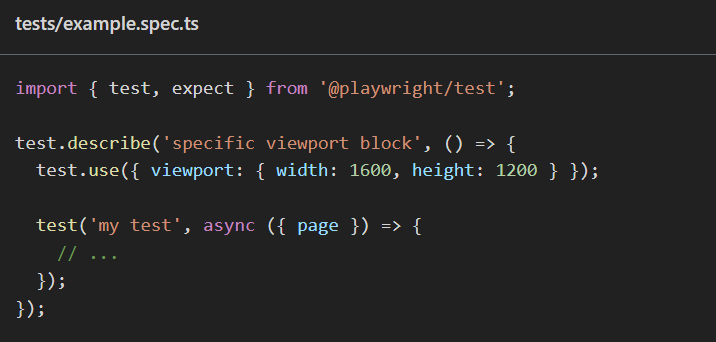 tests/example.spec.ts
import { test, expect } from '@playwright/test';
test.describe('specific viewport block', () => {
test.use({ viewport: { width: 1600, height: 1200 } });
test('my test', async ({ page }) => {
// ...
});
});